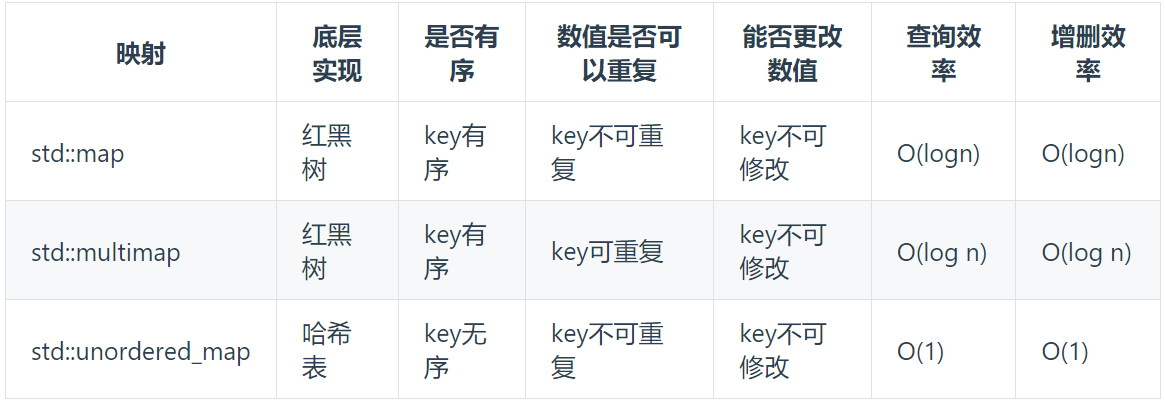 映射
底层
实现
是否有
序
数值是否可
以重复
能否更改
数值
查询效
率
增删效
率
std::map
红黑
树
key有
序
key不可重
复
key不可
修改
O(logn)
O(logn)
std::multimap
红黑
树
key有
序
key可重复
key不可
修改
O(log n)
O(log n)
std::unordered_map
哈希
表
key无
序
key不可重
复
key不可
修改
O(1)
O(1)